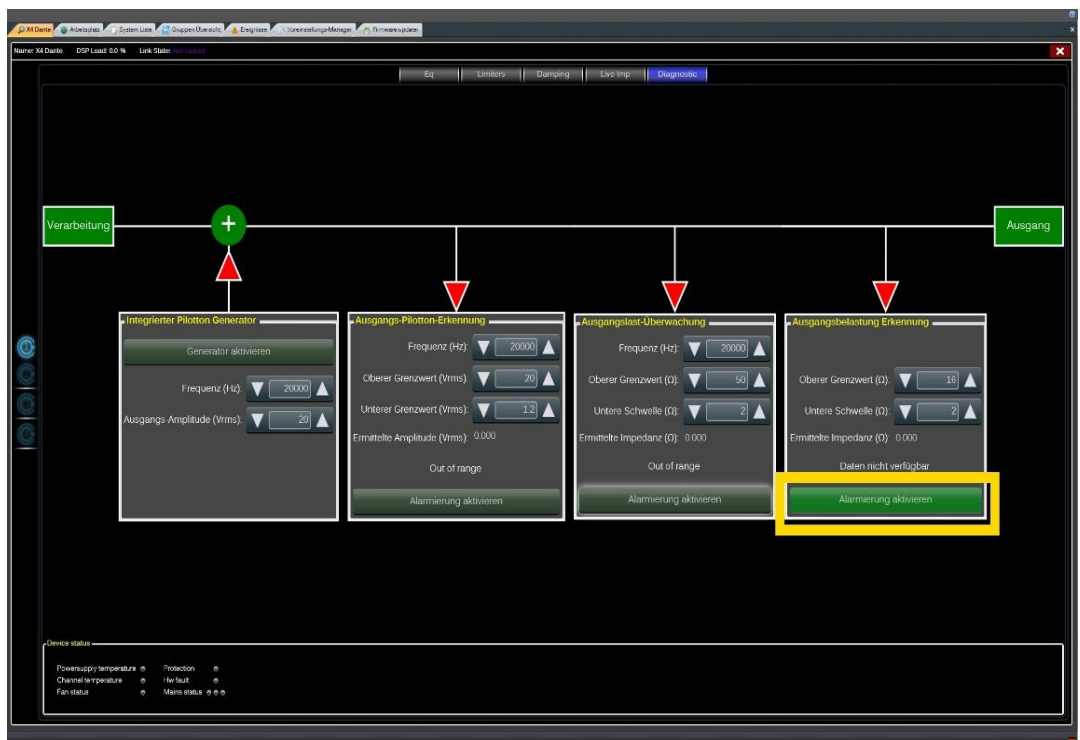 X4 Dante Arbeitsplatz System Liste Gruppen Übersicht Ereignisse Voreinstellungs-Manager Firmware updater
Name: X4 Dante DSP Load: 0.0 % Link State: Not Linked
Eq Limiters Damping Live Imp Diagnostic
Verarbeitung
+
Ausgang
Integrierter Pilotton Generator
Generator aktivieren
Frequenz (Hz): 20000
Ausgangs-Amplitude (Vrms): 20
Ausgangs-Pilotton-Erkennung
Frequenz (Hz): 20000
Oberer Grenzwert (Vrms): 20
Unterer Grenzwert (Vrms): 1.2
Ermittelte Amplitude (Vrms): 0.000
Out of range
Alarmierung aktivieren
Ausgangslast-Überwachung
Frequenz (Hz): 20000
Oberer Grenzwert (Ω): 50
Untere Schwelle (Ω): 2
Ermittelte Impedanz (Ω): 0.000
Out of range
Alarmierung aktivieren
Ausgangsbelastung Erkennung
Oberer Grenzwert (Ω): 16
Untere Schwelle (Ω): 2
Ermittelte Impedanz (Ω): 0.000
Daten nicht verfügbar
Alarmierung aktivieren
Device status
Powersupply temperature Protection
Channel temperature Hw fault
Fan status Mains status